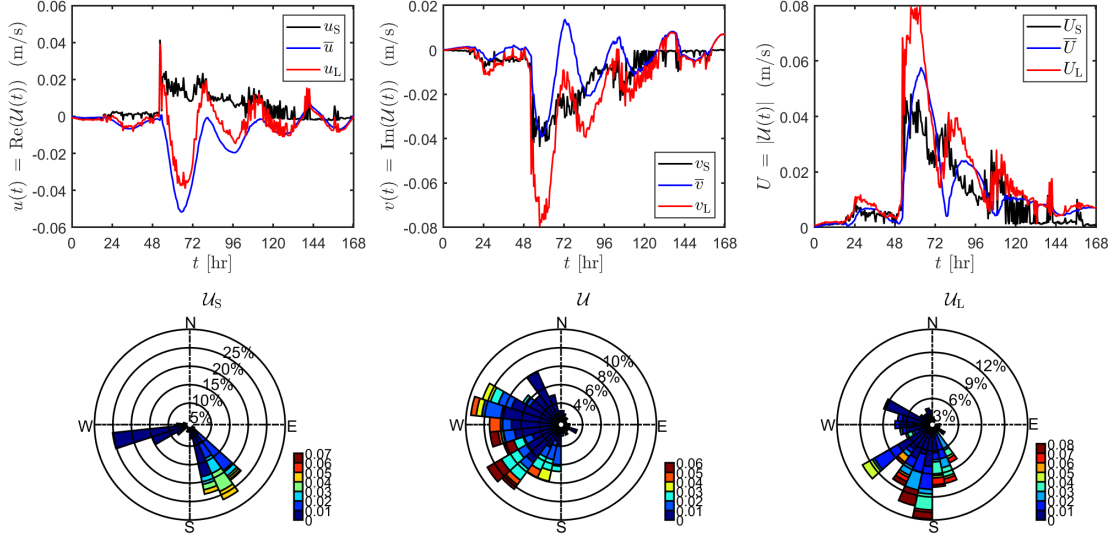 u(t) = Re(𝒰(t)) (m/s)
0.06
0.04
0.02
0
-0.02
-0.04
-0.06
u_S
u̅
u_L
0 24 48 72 96 120 144 168
t [hr]
v(t) = Im(𝒰(t)) (m/s)
0.02
0
-0.02
-0.04
-0.06
-0.08
v_S
v̅
v_L
0 24 48 72 96 120 144 168
t [hr]
U = |𝒰(t)| (m/s)
0.08
0.06
0.04
0.02
0
U_S
U̅
U_L
0 24 48 72 96 120 144 168
t [hr]
𝒰_S
N
25%
20%
15%
10%
5%
W E
S
0.07
0.06
0.05
0.04
0.03
0.02
0.01
0
𝒰
N
10%
8%
6%
4%
W E
S
0.06
0.05
0.04
0.03
0.02
0.01
0
𝒰_L
N
12%
9%
6%
3%
W E
S
0.08
0.07
0.06
0.05
0.04
0.03
0.02
0.01
0